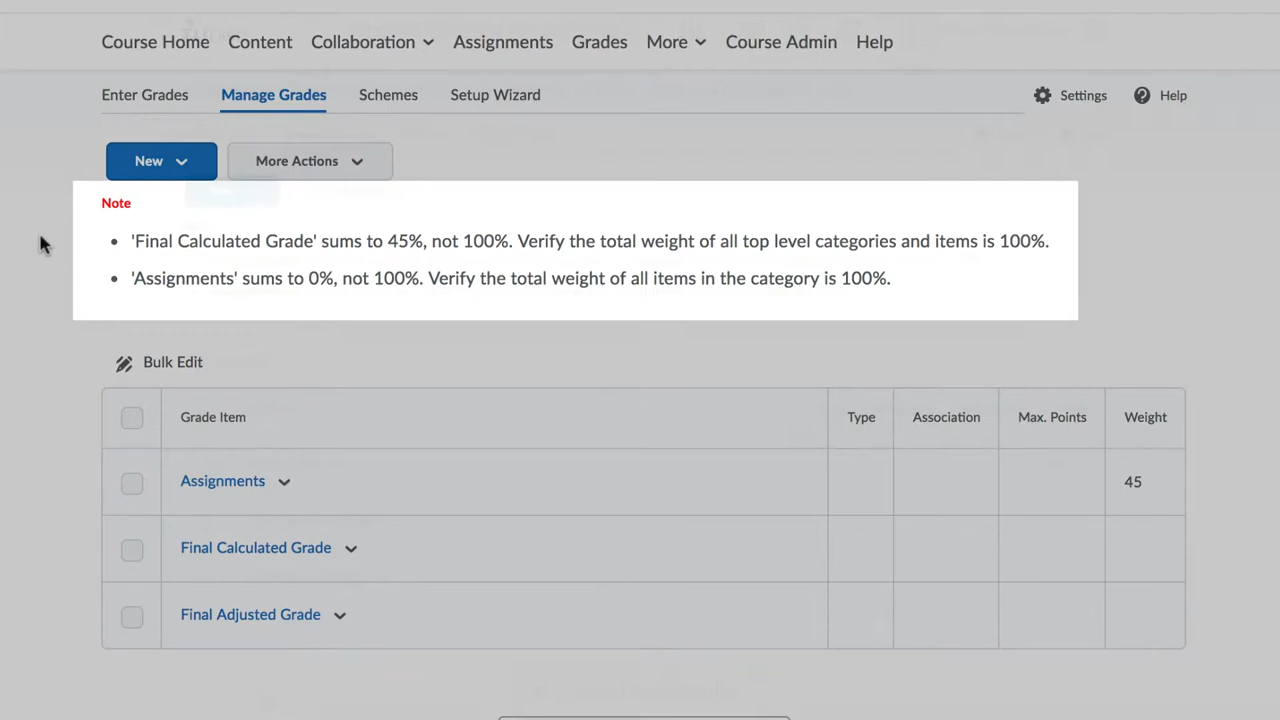 Course Home Content Collaboration Assignments Grades More Course Admin Help
Enter Grades Manage Grades Schemes Setup Wizard Settings Help
New More Actions
Note
• 'Final Calculated Grade' sums to 45%, not 100%. Verify the total weight of all top level categories and items is 100%.
• 'Assignments' sums to 0%, not 100%. Verify the total weight of all items in the category is 100%.
Bulk Edit
Grade Item Type Association Max. Points Weight
Assignments 45
Final Calculated Grade
Final Adjusted Grade